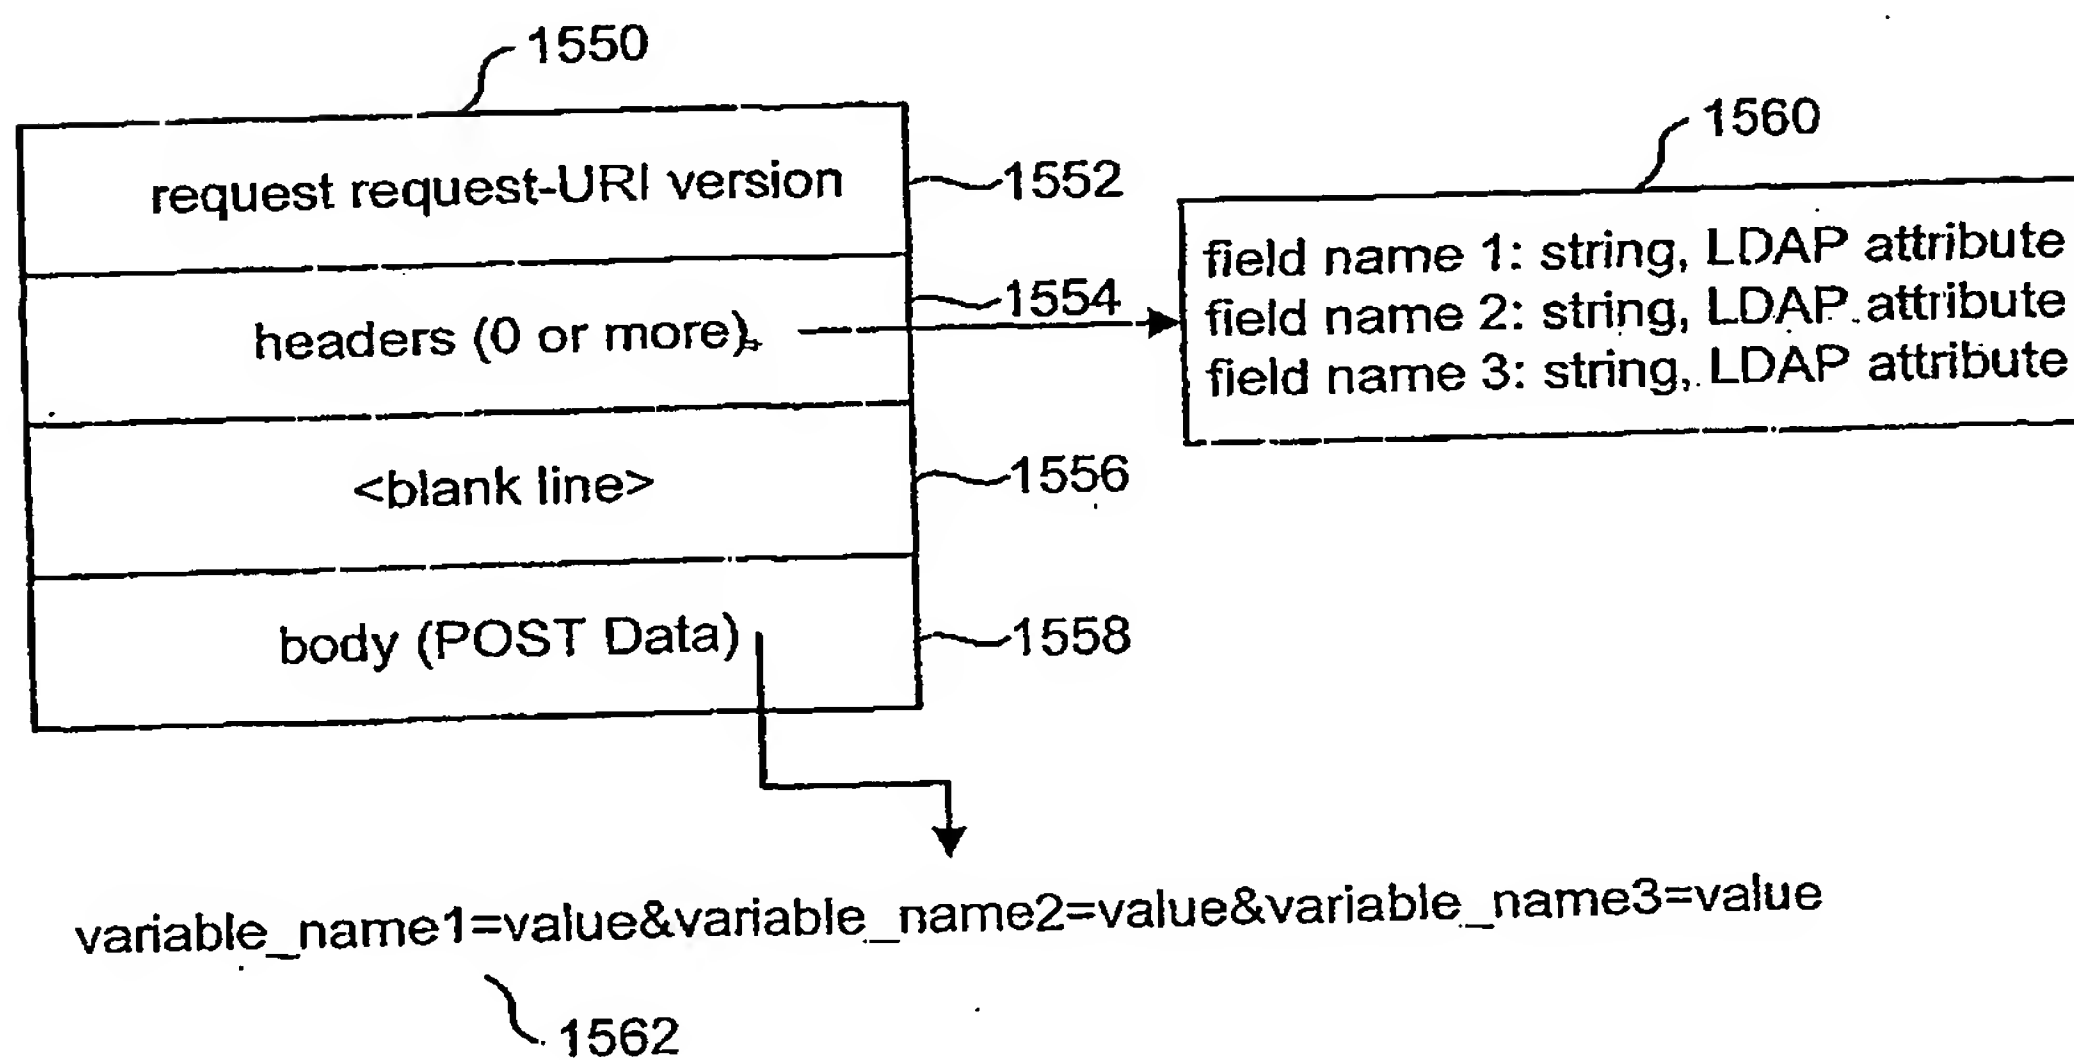 1550
request request-URI version
1552
1560
field name 1: string, LDAP attribute
field name 2: string, LDAP attribute
field name 3: string, LDAP attribute
headers (0 or more)
1554
<blank line>
1556
body (POST Data)
1558
variable_name1=value&variable_name2=value&variable_name3=value
1562